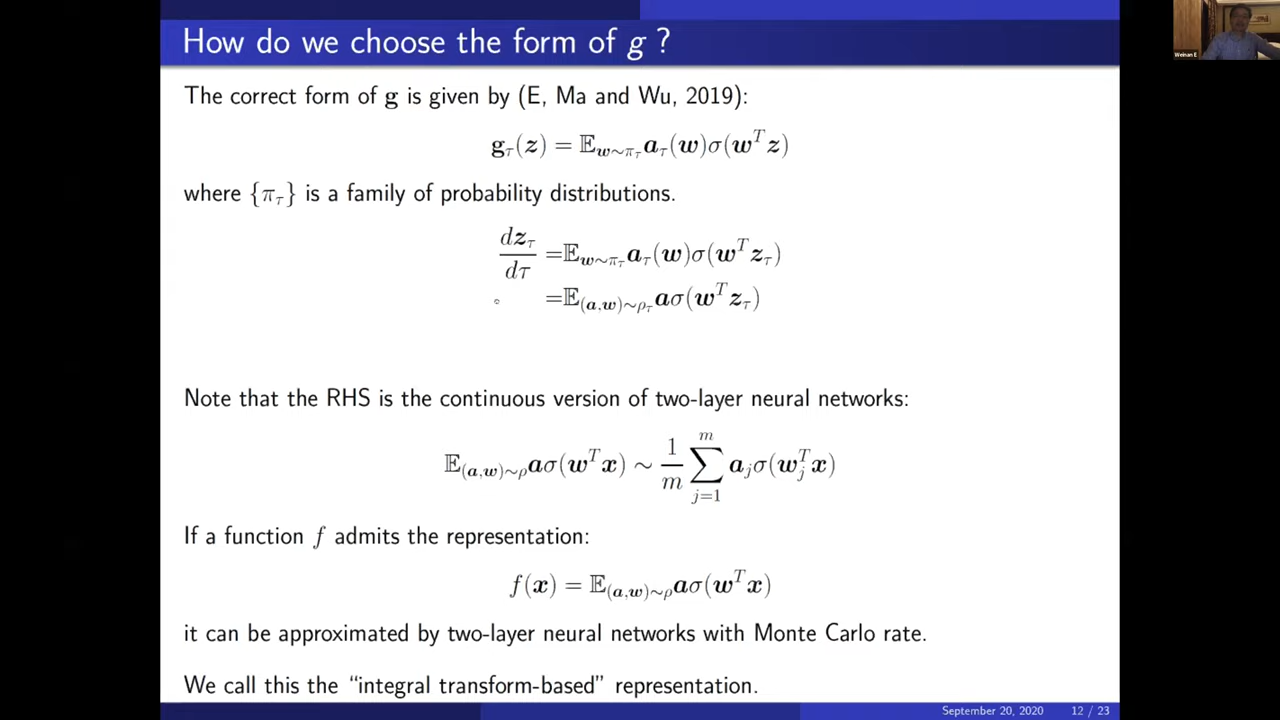 How do we choose the form of g ?
Weinan E
The correct form of g is given by (E, Ma and Wu, 2019):
g_τ(z) = 𝔼_{w∼π_τ} a_τ(w)σ(w^T z)
where {π_τ} is a family of probability distributions.
dz_τ/dτ = 𝔼_{w∼π_τ} a_τ(w)σ(w^T z_τ)
= 𝔼_{(a,w)∼ρ_τ} aσ(w^T z_τ)
Note that the RHS is the continuous version of two-layer neural networks:
𝔼_{(a,w)∼ρ} aσ(w^T x) ∼ 1/m ∑_{j=1}^{m} a_j σ(w_j^T x)
If a function f admits the representation:
f(x) = 𝔼_{(a,w)∼ρ} aσ(w^T x)
it can be approximated by two-layer neural networks with Monte Carlo rate.
We call this the “integral transform-based” representation.
September 20, 2020 12 / 23